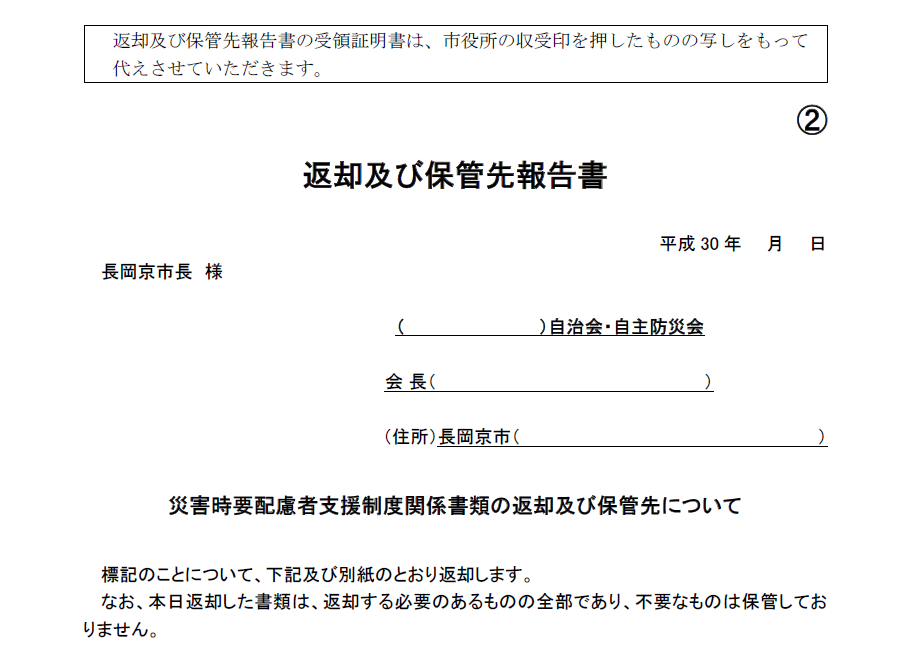 返却及び保管先報告書の受領証明書は、市役所の収受印を押したものの写しをもって
代えさせていただきます。
②
返却及び保管先報告書
平成 30 年　月　日
長岡京市長　様
（　　　　　　　　）自治会・自主防災会
会 長（　　　　　　　　　　　　　　　　）
（住所）長岡京市（　　　　　　　　　　　　　　　　　　）
災害時要配慮者支援制度関係書類の返却及び保管先について
標記のことについて、下記及び別紙のとおり返却します。
なお、本日返却した書類は、返却する必要のあるものの全部であり、不要なものは保管してお
りません。